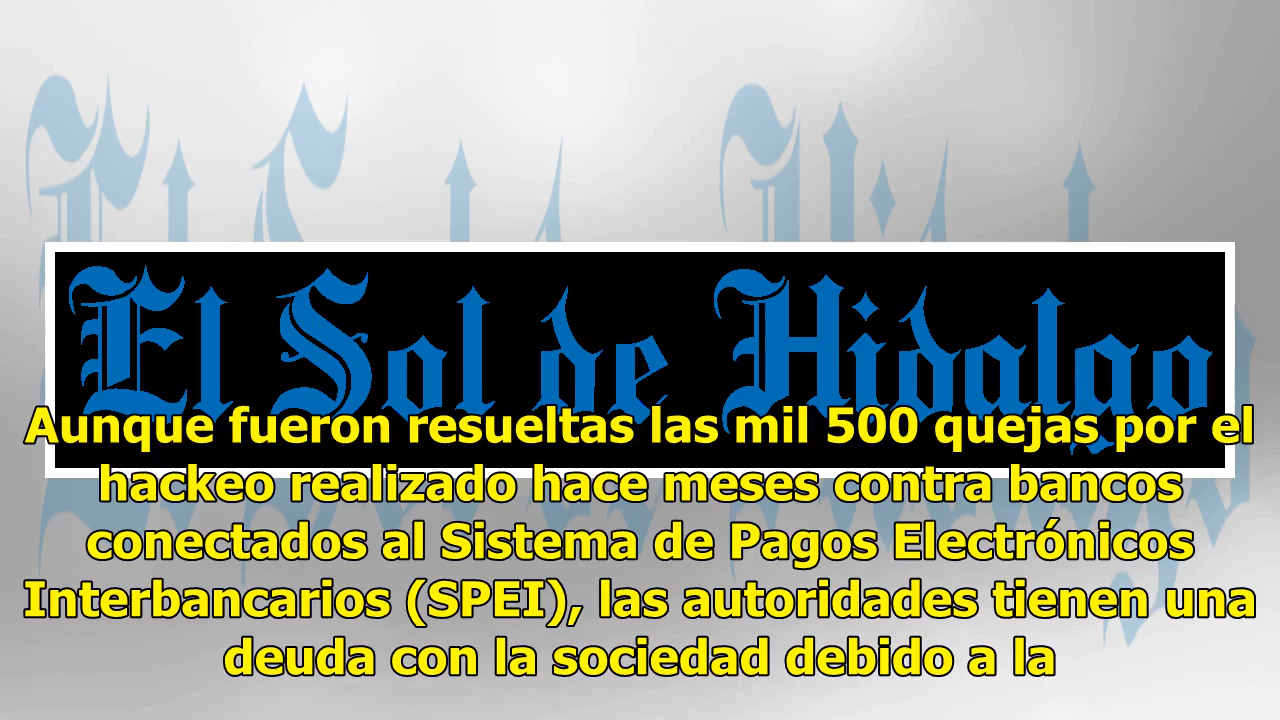 El Sol de Hidalgo
Aunque fueron resueltas las mil 500 quejas por el
hackeo realizado hace meses contra bancos
conectados al Sistema de Pagos Electrónicos
Interbancarios (SPEI), las autoridades tienen una
deuda con la sociedad debido a la